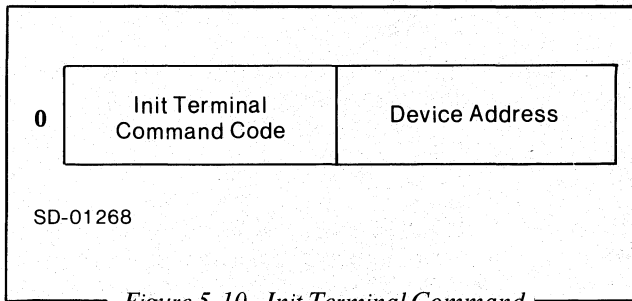 0
Init Terminal
Command Code
Device Address
SD-01268
Figure 5-10. Init Terminal Command